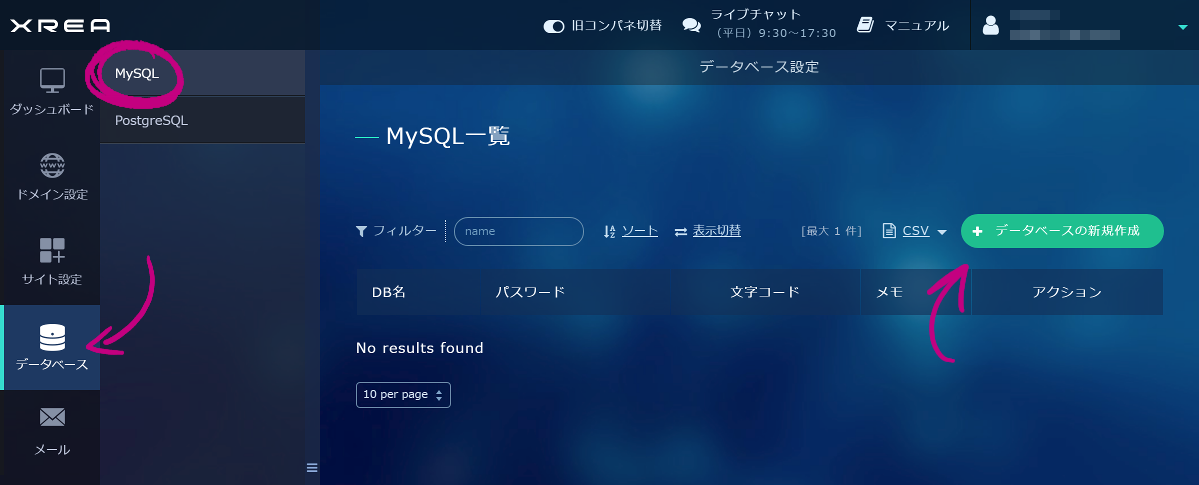 XREA
旧コンパネ切替
ライブチャット
（平日）9:30～17:30
マニュアル
ダッシュボード
ドメイン設定
サイト設定
データベース
メール
MySQL
PostgreSQL
データベース設定
MySQL一覧
フィルター name ソート 表示切替 [最大 1 件] CSV データベースの新規作成
DB名 パスワード 文字コード メモ アクション
No results found
10 per page